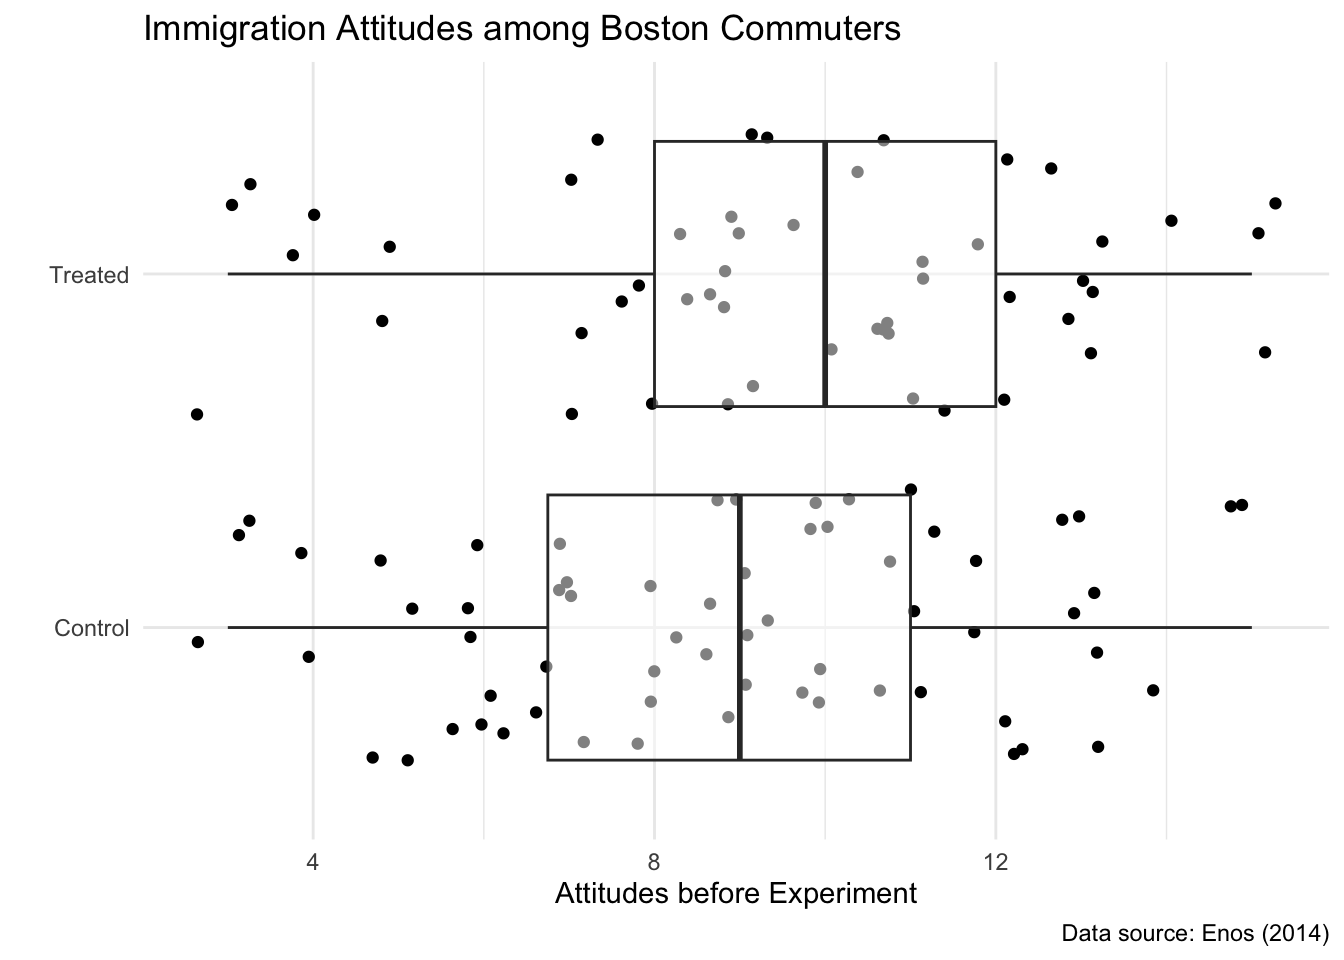 Immigration Attitudes among Boston Commuters
Treated
Control
4 8 12
Attitudes before Experiment
Data source: Enos (2014)